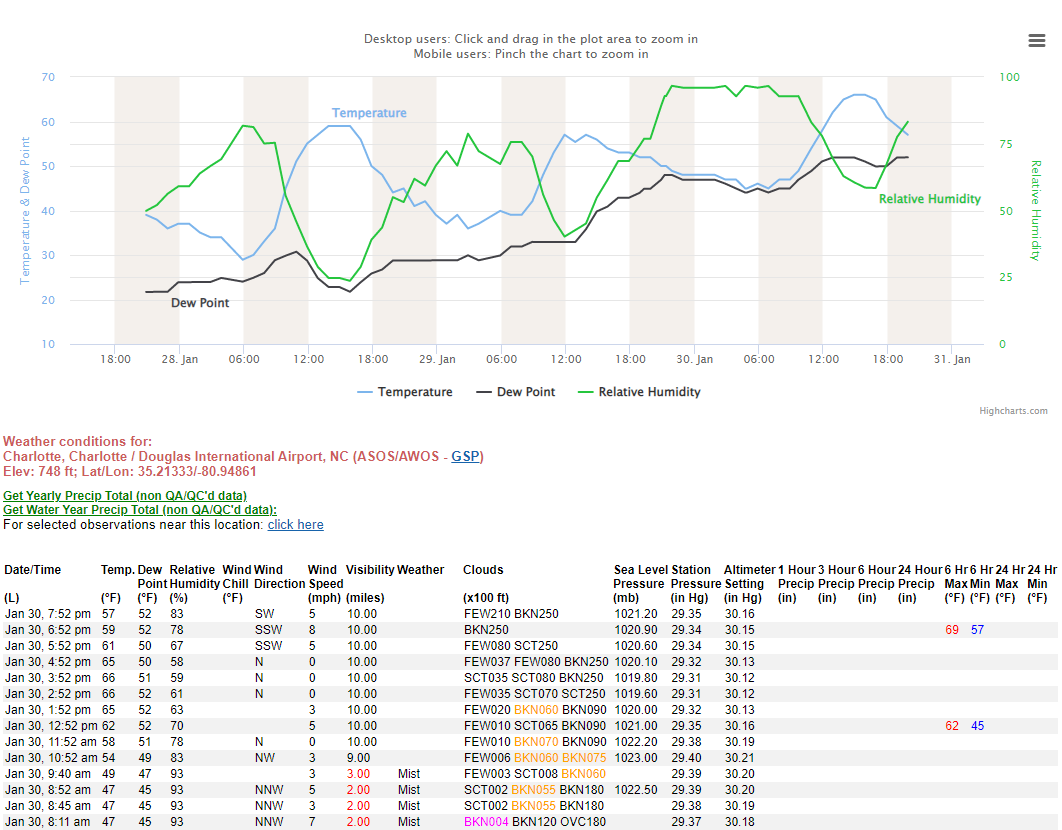 Desktop users: Click and drag in the plot area to zoom in
Mobile users: Pinch the chart to zoom in
70 100
60 75
50 50
40 25
30 0
20
10
Temperature & Dew Point
Relative Humidity
Temperature
Relative Humidity
Dew Point
18:00 28. Jan 06:00 12:00 18:00 29. Jan 06:00 12:00 18:00 30. Jan 06:00 12:00 18:00 31. Jan
Temperature Dew Point Relative Humidity
Highcharts.com
Weather conditions for:
Charlotte, Charlotte / Douglas International Airport, NC (ASOS/AWOS - GSP)
Elev: 748 ft; Lat/Lon: 35.21333/-80.94861
Get Yearly Precip Total (non QA/QC'd data)
Get Water Year Precip Total (non QA/QC'd data):
For selected observations near this location: click here
Date/Time Temp. Dew Relative Wind Wind Wind Visibility Weather Clouds Sea Level Station Altimeter 1 Hour 3 Hour 6 Hour 24 Hour 6 Hr 6 Hr 24 Hr 24 Hr
Point Humidity Chill Direction Speed Pressure Pressure Setting Precip Precip Precip Precip Max Min Max Min
(L) (°F) (°F) (%) (°F) (mph) (miles) (x100 ft) (mb) (in Hg) (in Hg) (in) (in) (in) (in) (°F) (°F) (°F) (°F)
Jan 30, 7:52 pm 57 52 83 SW 5 10.00 FEW210 BKN250 1021.20 29.35 30.16
Jan 30, 6:52 pm 59 52 78 SSW 8 10.00 BKN250 1020.90 29.34 30.15 69 57
Jan 30, 5:52 pm 61 50 67 SSW 5 10.00 FEW080 SCT250 1020.60 29.34 30.15
Jan 30, 4:52 pm 65 50 58 N 0 10.00 FEW037 FEW080 BKN250 1020.10 29.32 30.13
Jan 30, 3:52 pm 66 51 59 N 0 10.00 SCT035 SCT080 BKN250 1019.80 29.31 30.12
Jan 30, 2:52 pm 66 52 61 N 0 10.00 FEW035 SCT070 SCT250 1019.60 29.31 30.12
Jan 30, 1:52 pm 65 52 63 3 10.00 FEW020 BKN060 BKN090 1020.00 29.32 30.13
Jan 30, 12:52 pm 62 52 70 5 10.00 FEW010 SCT065 BKN090 1021.00 29.35 30.16 62 45
Jan 30, 11:52 am 58 51 78 N 0 10.00 FEW010 BKN070 BKN090 1022.20 29.38 30.19
Jan 30, 10:52 am 54 49 83 NW 3 9.00 FEW006 BKN060 BKN075 1023.00 29.40 30.21
Jan 30, 9:40 am 49 47 93 3 3.00 Mist FEW003 SCT008 BKN060 29.39 30.20
Jan 30, 8:52 am 47 45 93 NNW 5 2.00 Mist SCT002 BKN055 BKN180 1022.50 29.39 30.20
Jan 30, 8:45 am 47 45 93 NNW 3 2.00 Mist SCT002 BKN055 BKN180 29.38 30.19
Jan 30, 8:11 am 47 45 93 NNW 7 2.00 Mist BKN004 BKN120 OVC180 29.37 30.18